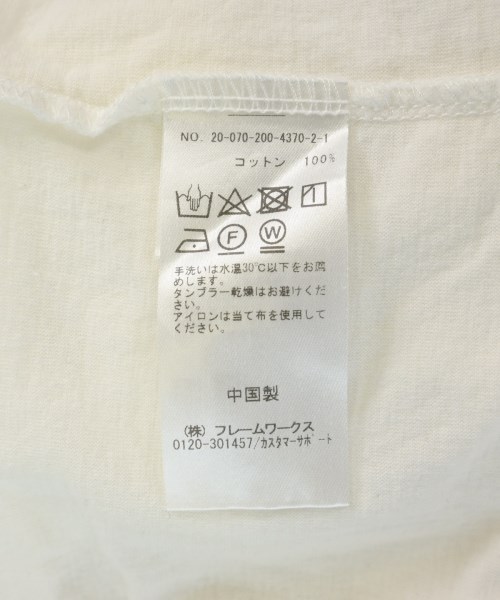 NO. 20-070-200-4370-2-1
コットン 100%
F W
手洗いは水温30℃以下をお薦
めします。
タンブラー乾燥はお避けくだ
さい。
アイロンは当て布を使用して
ください。
中国製
(株) フレームワークス
0120-301457/カスタマーサポート